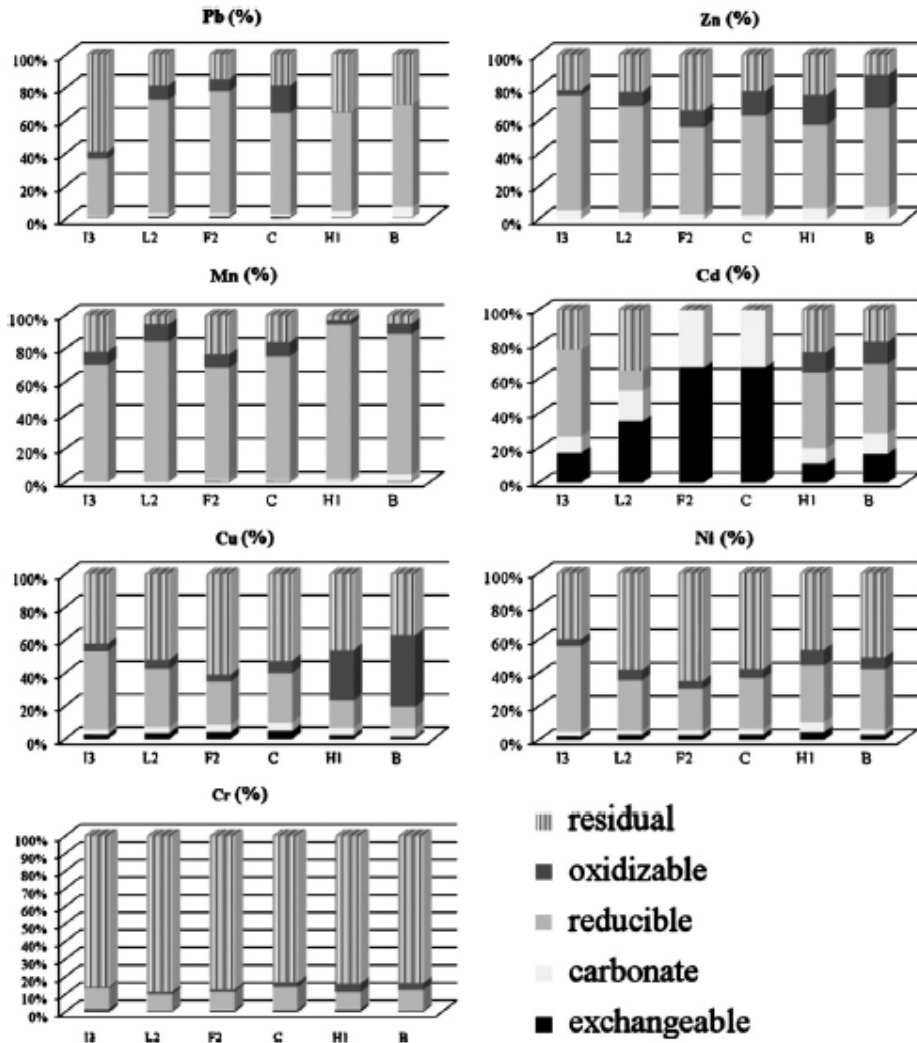 Pb (%)
100%
80%
60%
40%
20%
0%
I3 L2 F2 C H1 B
Zn (%)
100%
80%
60%
40%
20%
0%
I3 L2 F2 C H1 B
Mn (%)
100%
80%
60%
40%
20%
0%
I3 L2 F2 C H1 B
Cd (%)
100%
80%
60%
40%
20%
0%
I3 L2 F2 C H1 B
Cu (%)
100%
80%
60%
40%
20%
0%
I3 L2 F2 C H1 B
Ni (%)
100%
80%
60%
40%
20%
0%
I3 L2 F2 C H1 B
Cr (%)
100%
90%
80%
70%
60%
50%
40%
30%
20%
10%
0%
I3 L2 F2 C H1 B
residual
oxidizable
reducible
carbonate
exchangeable